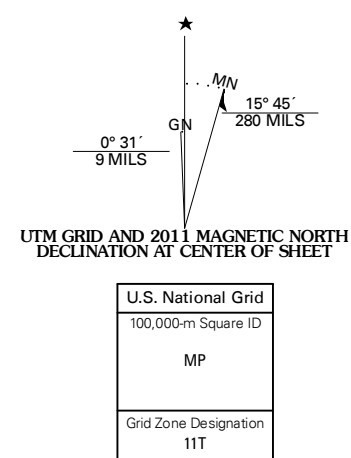 MN
GN
15° 45´
280 MILS
0° 31´
9 MILS
UTM GRID AND 2011 MAGNETIC NORTH
DECLINATION AT CENTER OF SHEET
U.S. National Grid
100,000-m Square ID
MP
Grid Zone Designation
11T